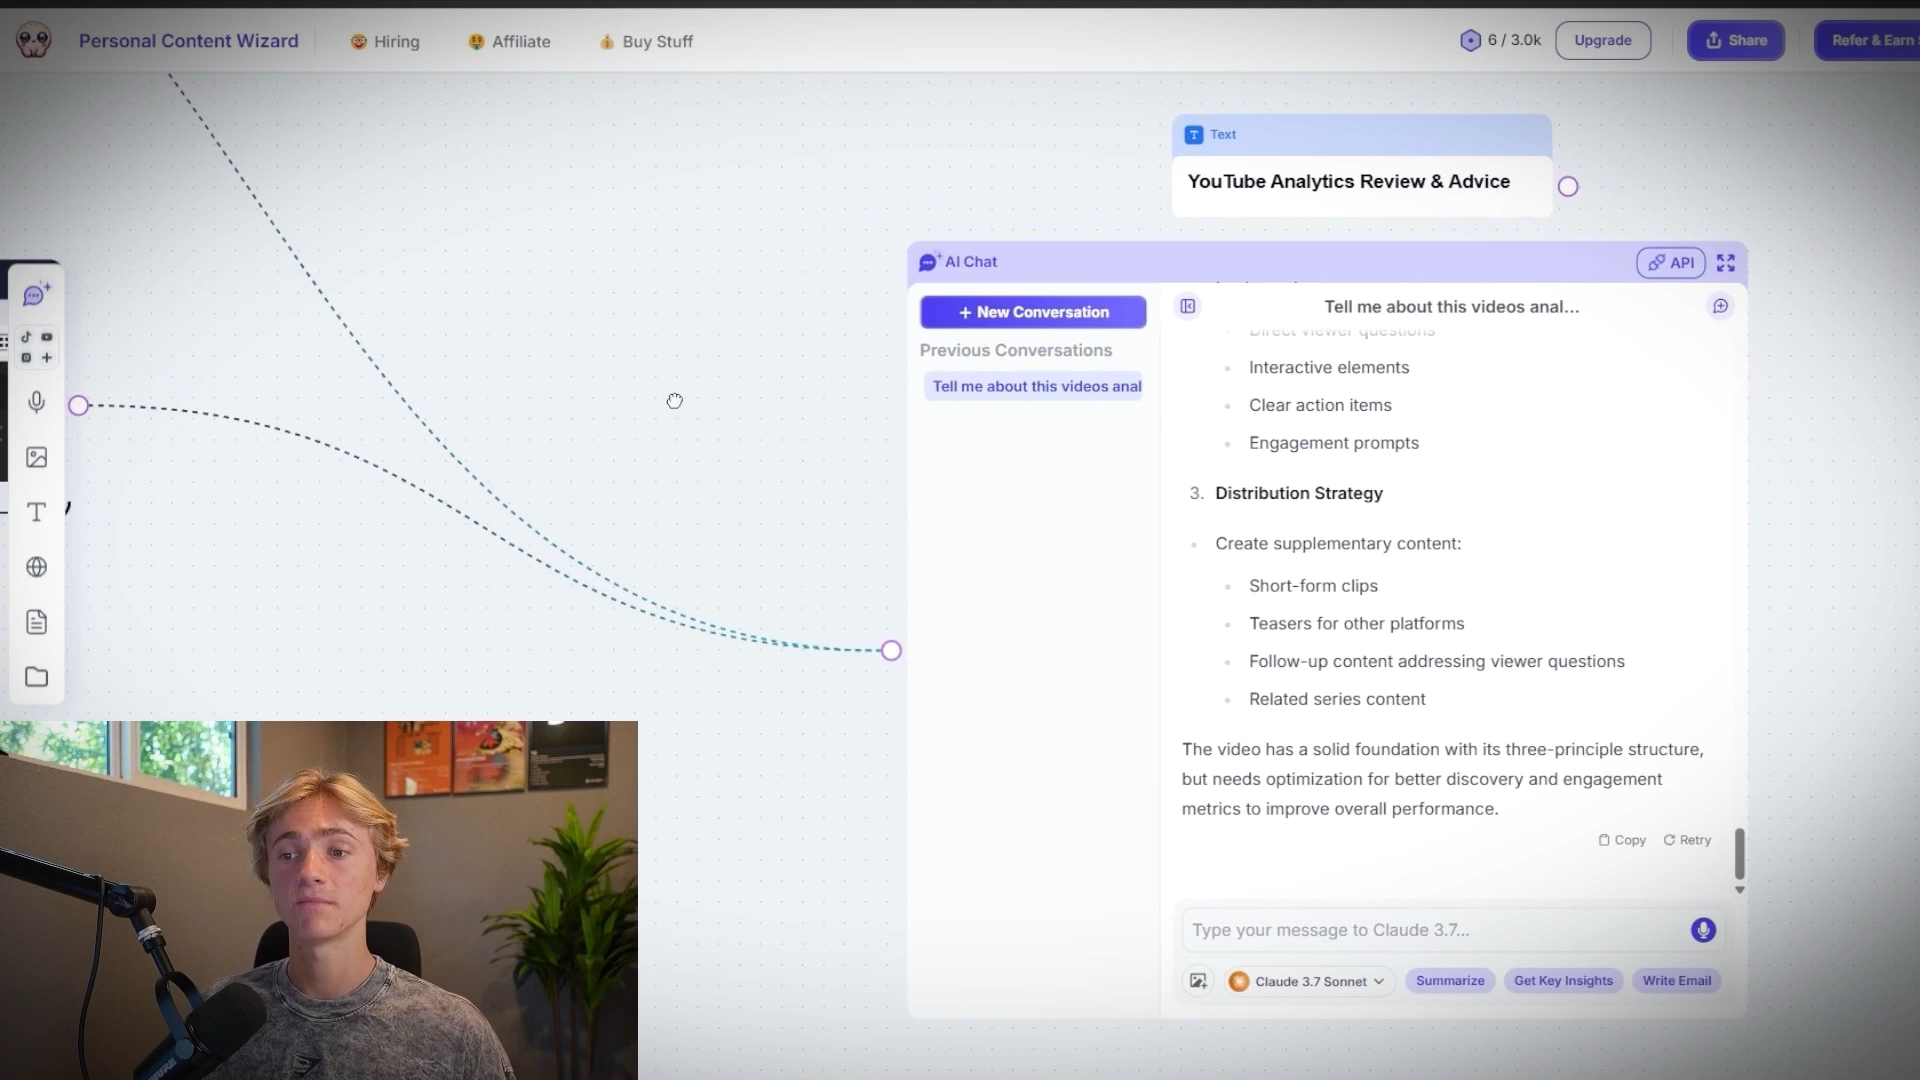 Personal Content Wizard
Hiring
Affiliate
Buy Stuff
6 / 3.0k
Upgrade
Share
Refer & Earn
Text
YouTube Analytics Review & Advice
AI Chat
API
+ New Conversation
Previous Conversations
Tell me about this videos anal
Tell me about this videos anal...
Direct viewer questions
Interactive elements
Clear action items
Engagement prompts
3. Distribution Strategy
Create supplementary content:
Short-form clips
Teasers for other platforms
Follow-up content addressing viewer questions
Related series content
The video has a solid foundation with its three-principle structure,
but needs optimization for better discovery and engagement
metrics to improve overall performance.
Copy
Retry
Type your message to Claude 3.7...
Claude 3.7 Sonnet
Summarize
Get Key Insights
Write Email